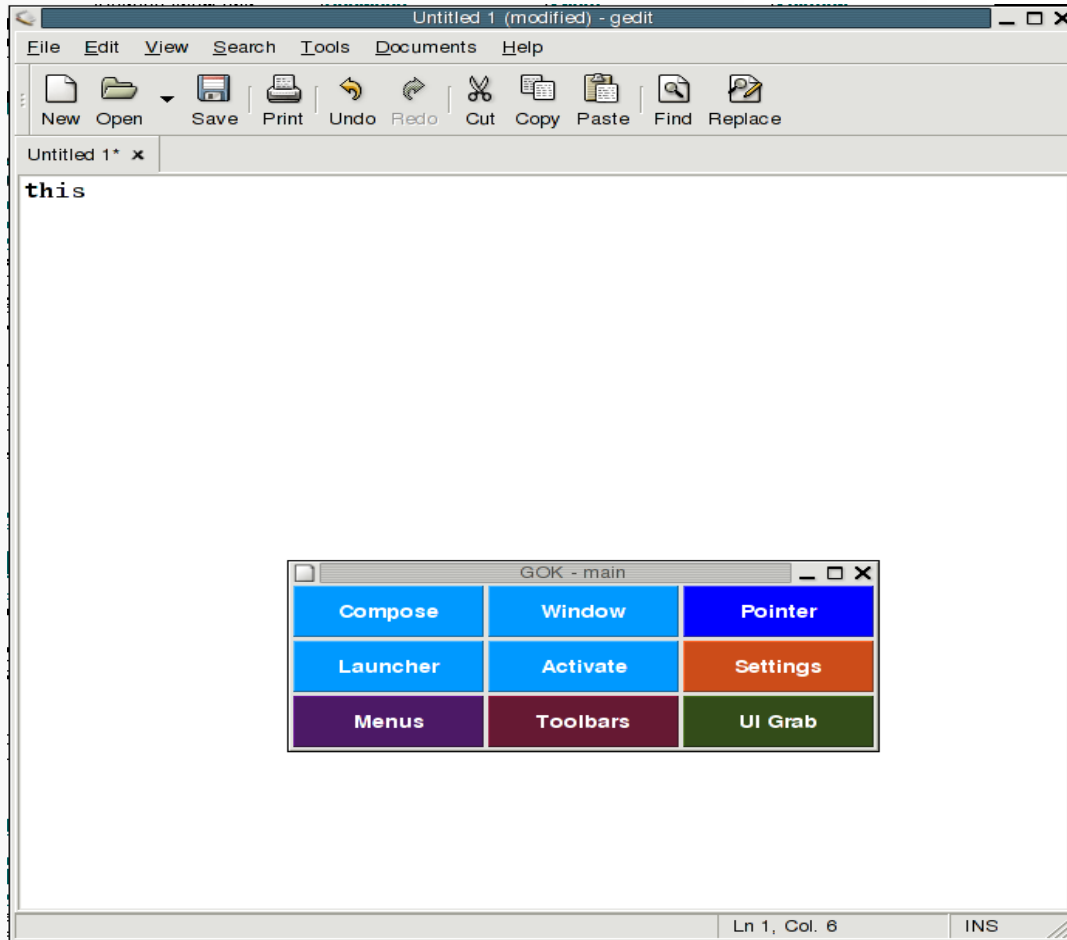 Untitled 1 (modified) - gedit
File Edit View Search Tools Documents Help
New Open Save Print Undo Redo Cut Copy Paste Find Replace
Untitled 1*
this
GOK - main
Compose Window Pointer
Launcher Activate Settings
Menus Toolbars UI Grab
Ln 1, Col. 6 INS